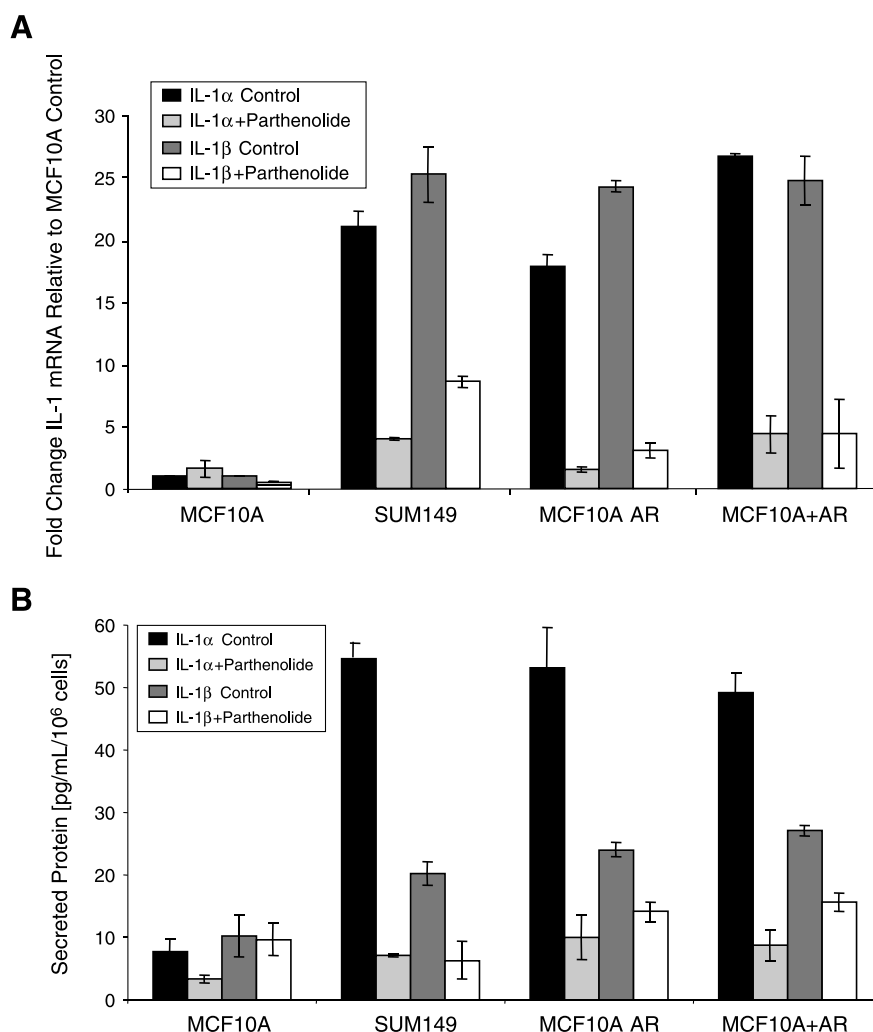 A
Fold Change IL-1 mRNA Relative to MCF10A Control
IL-1α Control
IL-1α+Parthenolide
IL-1β Control
IL-1β+Parthenolide
30
25
20
15
10
5
0
MCF10A SUM149 MCF10A AR MCF10A+AR
B
Secreted Protein [pg/mL/10⁶ cells]
IL-1α Control
IL-1α+Parthenolide
IL-1β Control
IL-1β+Parthenolide
60
50
40
30
20
10
0
MCF10A SUM149 MCF10A AR MCF10A+AR